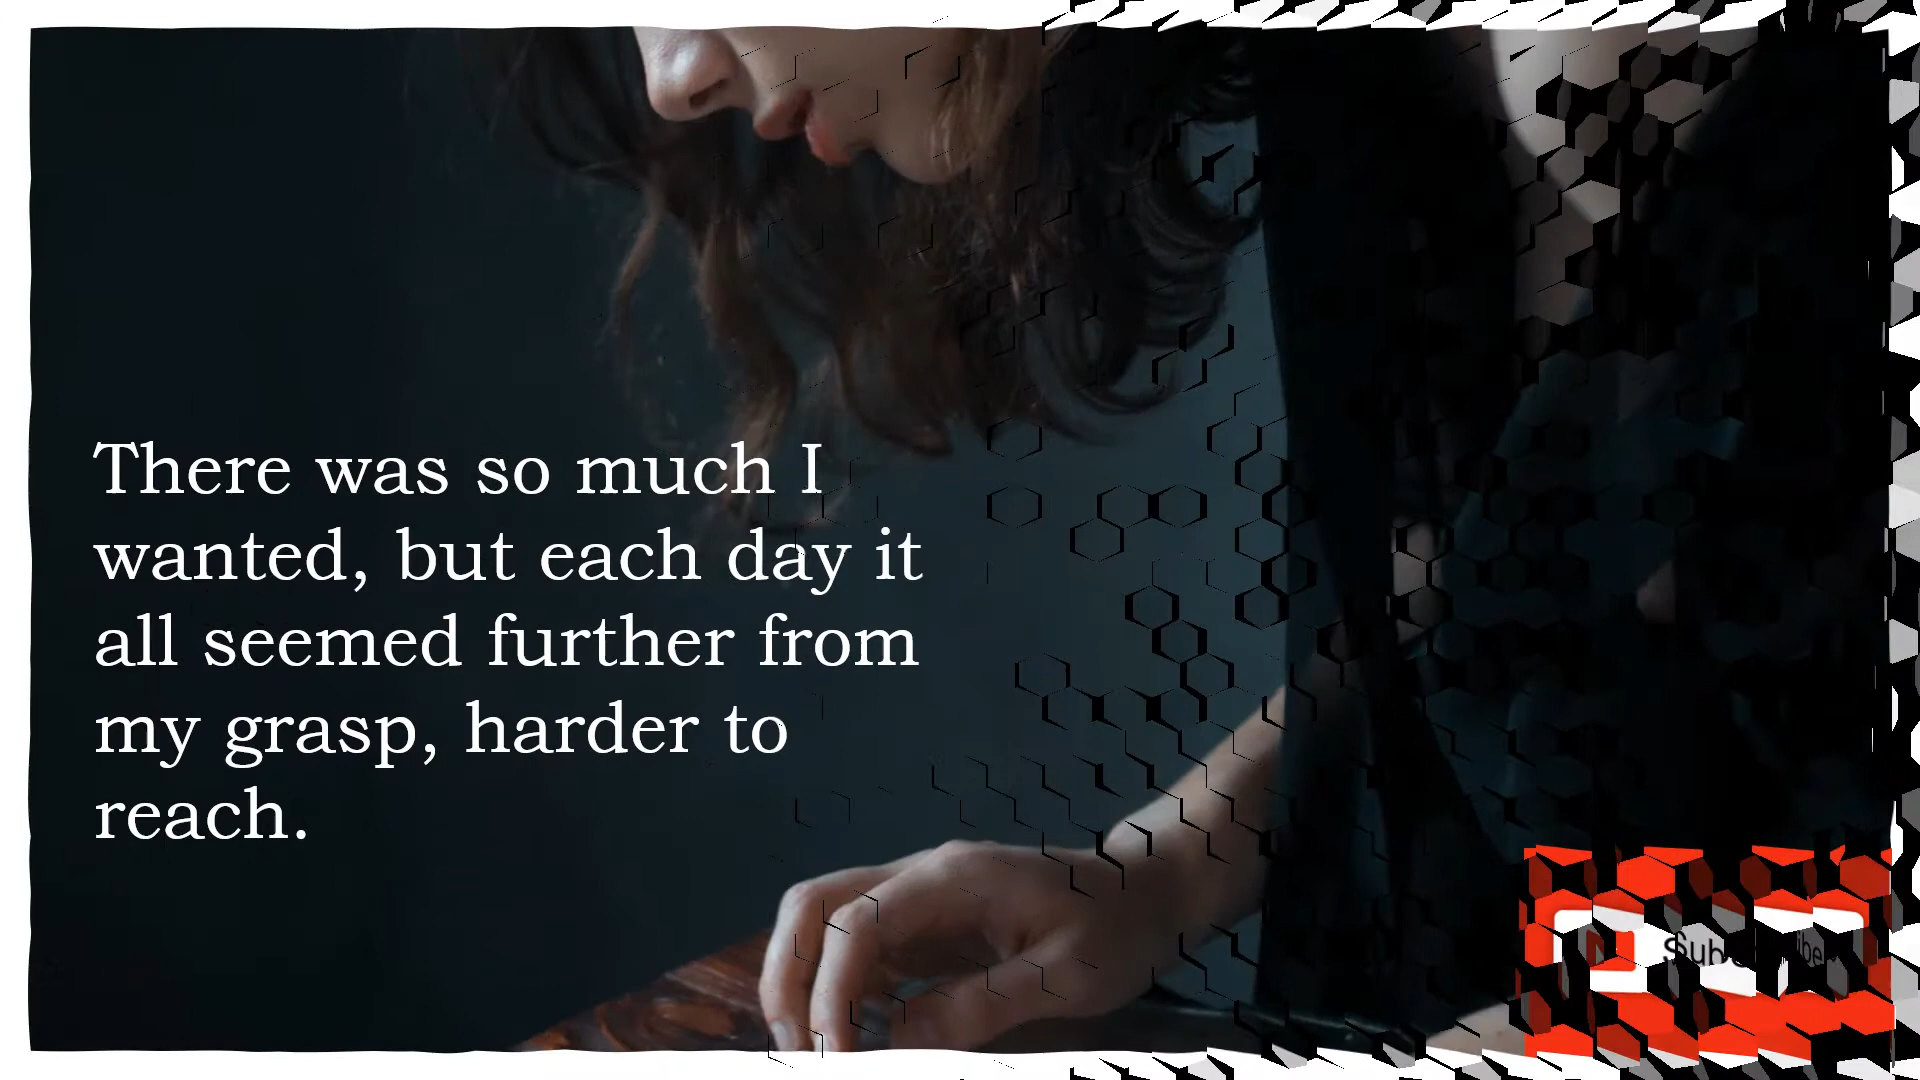 There was so much I
wanted, but each day it
all seemed further from
my grasp, harder to
reach.